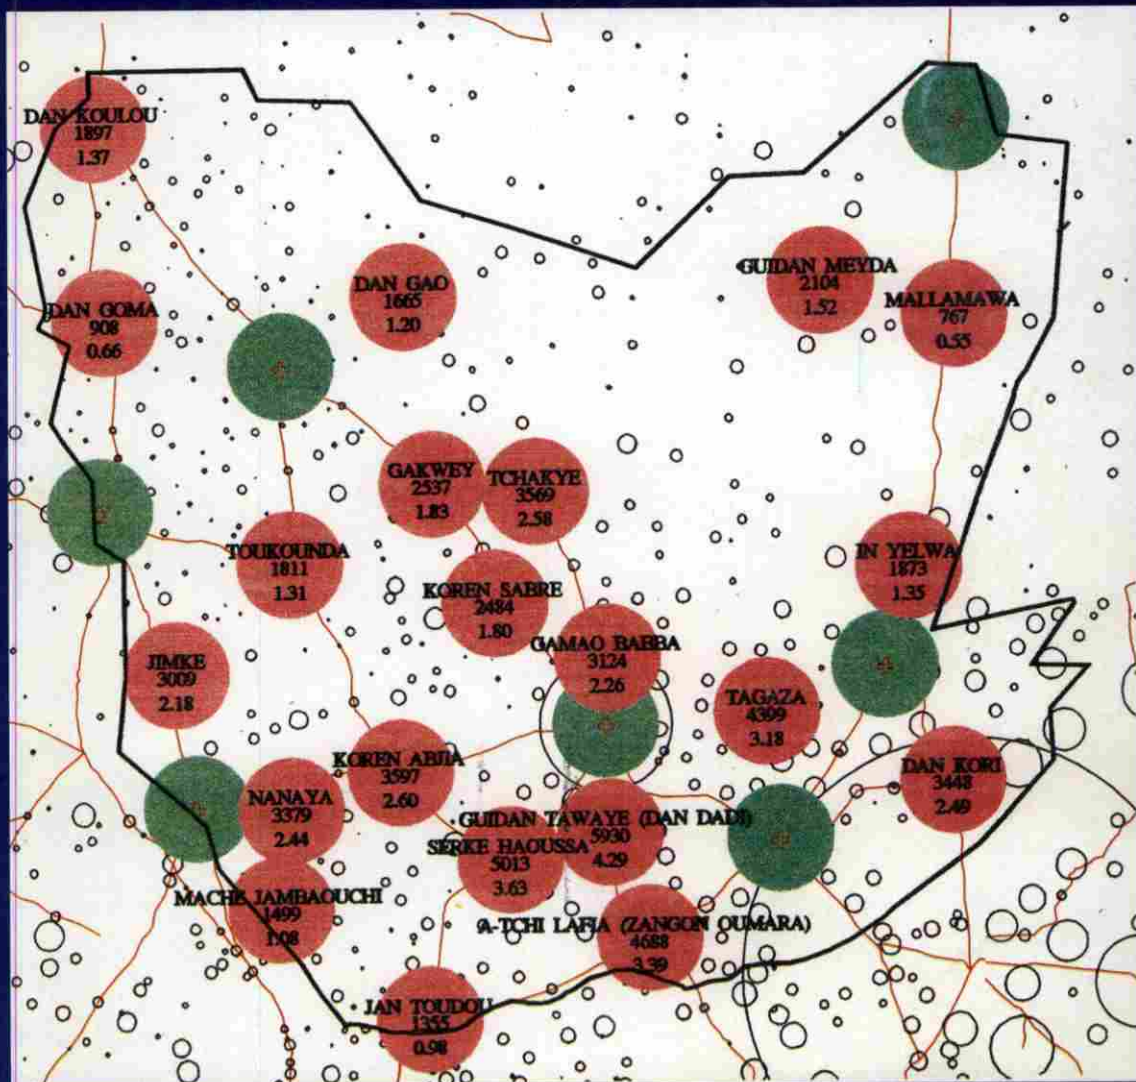 DAN KOULOU
1897
1.37
DAN GAO
1665
1.20
GUIDAN MEYDA
2104
1.52
MALLAMAWA
767
0.55
DAN GOMA
908
0.66
GAKWEY
2537
1.83
TCHAKYE
3569
2.58
TOUKOUNDA
1811
1.31
IN YELWA
1873
1.35
KOREN SABRE
2484
1.80
GAMAO BABBA
3124
2.26
JIMKE
3009
2.18
TAGAZA
4399
3.18
KOREN ABJIA
3597
2.60
DAN KORI
3448
2.49
NANAYA
3379
2.44
GUIDAN TAWAYE (DAN DADI)
5930
4.29
SERKE HAOUSSA
5013
3.63
MACHE JAMBAOUCHI
1499
1.08
A-TCHI LAFIA (ZANGON OUMARA)
4688
3.39
JAN TOUDOU
1355
0.98